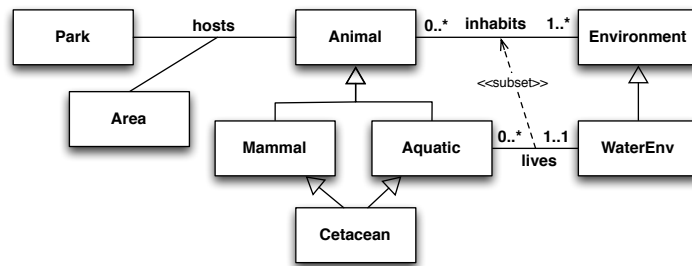 Park
hosts
Animal
0..*
inhabits
1..*
Environment
<<subset>>
Area
Mammal
Aquatic
0..*
1..1
lives
WaterEnv
Cetacean